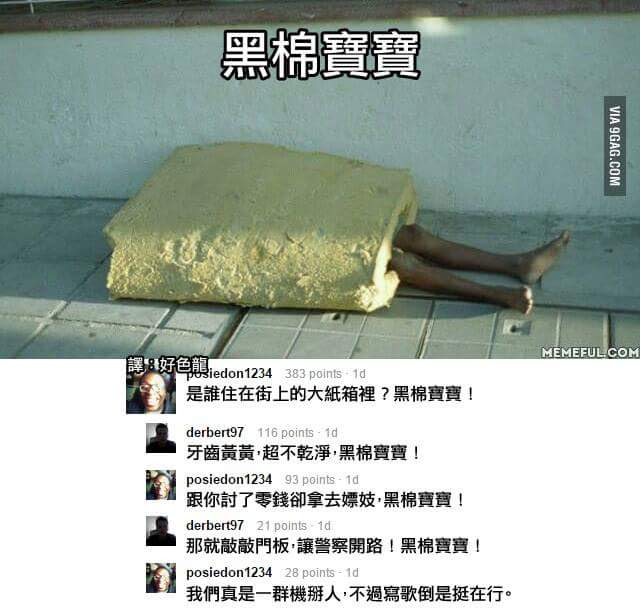 黑棉寶寶
VIA 9GAG.COM
MEMEFUL.COM
譯：好色龍
posiedon1234 383 points · 1d
是誰住在街上的大紙箱裡？黑棉寶寶！
derbert97 116 points · 1d
牙齒黃黃，超不乾淨，黑棉寶寶！
posiedon1234 93 points · 1d
跟你討了零錢卻拿去嫖妓，黑棉寶寶！
derbert97 21 points · 1d
那就敲敲門板，讓警察開路！黑棉寶寶！
posiedon1234 28 points · 1d
我們真是一群機掰人，不過寫歌倒是挺在行。